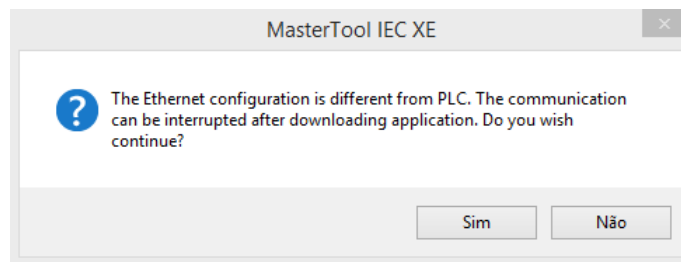 MasterTool IEC XE
The Ethernet configuration is different from PLC. The communication
can be interrupted after downloading application. Do you wish
continue?
Sim
Não